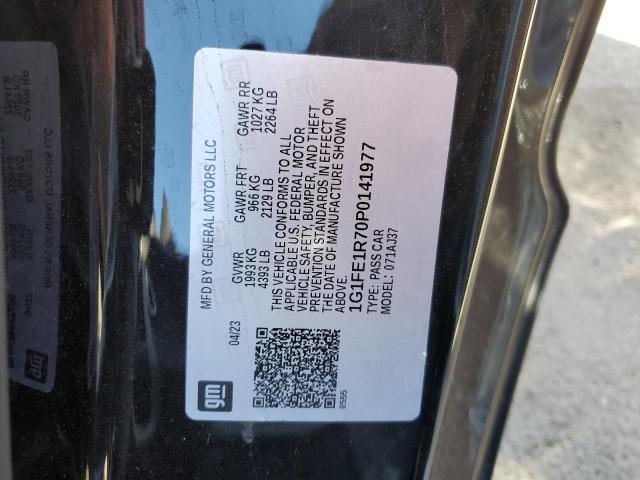 gm
04/23
MFD BY GENERAL MOTORS LLC
GVWR GAWR FRT GAWR RR
1993 KG 966 KG 1027 KG
4393 LB 2129 LB 2264 LB
THIS VEHICLE CONFORMS TO ALL
APPLICABLE U.S. FEDERAL MOTOR
VEHICLE SAFETY, BUMPER, AND THEFT
PREVENTION STANDARDS IN EFFECT ON
THE DATE OF MANUFACTURE SHOWN
ABOVE.
1G1FE1R70P0141977
TYPE: PASS CAR
MODEL: 071AJ37
B555